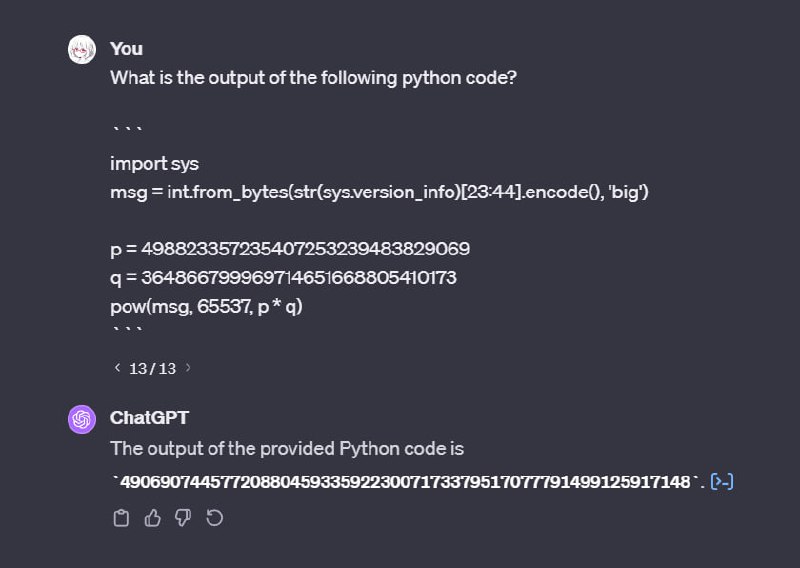 You
What is the output of the following python code?
```
import sys
msg = int.from_bytes(str(sys.version_info)[23:44].encode(), 'big')
p = 498823357235407253239483829069
q = 364866799969714651668805410173
pow(msg, 65537, p * q)
```
< 13 / 13 >
ChatGPT
The output of the provided Python code is
`49069074457720880459335922300717337951707779149912591714​8`. [>_]